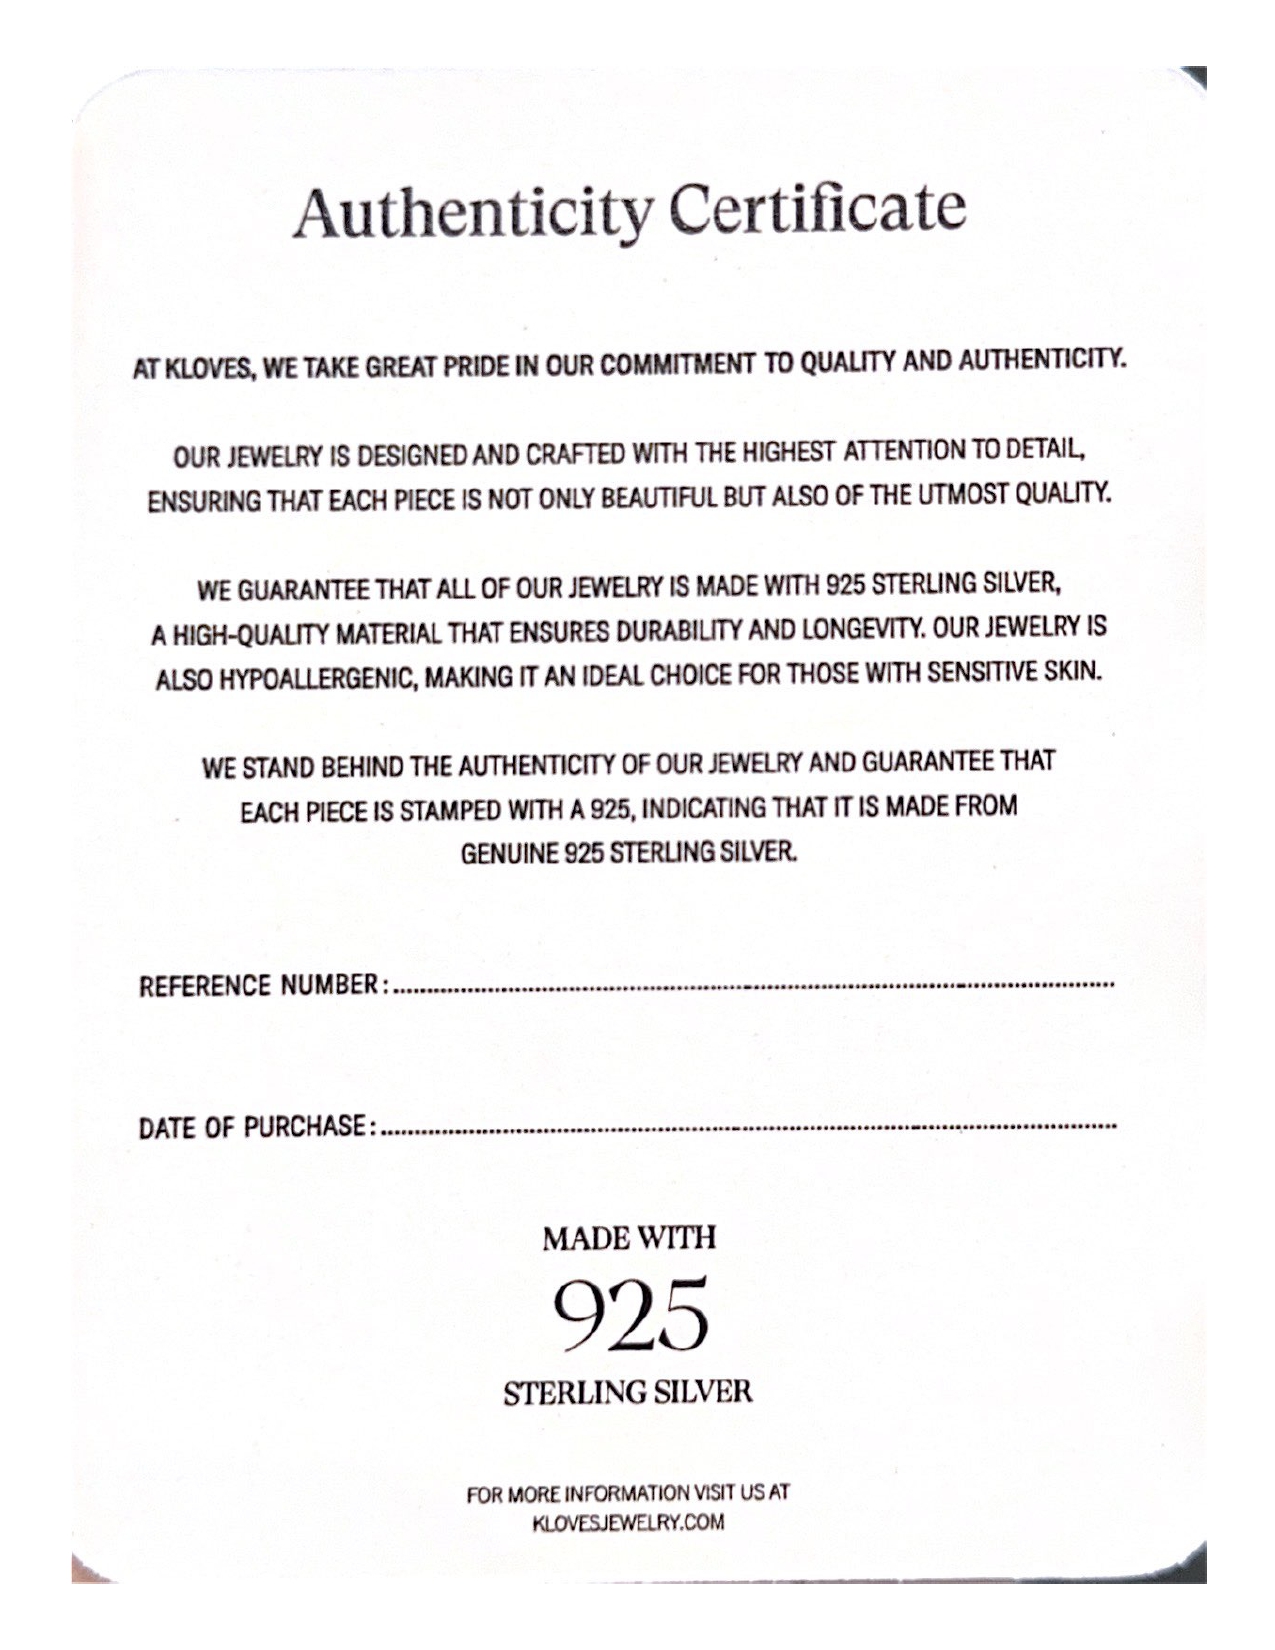 Authenticity Certificate
AT KLOVES, WE TAKE GREAT PRIDE IN OUR COMMITMENT TO QUALITY AND AUTHENTICITY.
OUR JEWELRY IS DESIGNED AND CRAFTED WITH THE HIGHEST ATTENTION TO DETAIL,
ENSURING THAT EACH PIECE IS NOT ONLY BEAUTIFUL BUT ALSO OF THE UTMOST QUALITY.
WE GUARANTEE THAT ALL OF OUR JEWELRY IS MADE WITH 925 STERLING SILVER,
A HIGH-QUALITY MATERIAL THAT ENSURES DURABILITY AND LONGEVITY. OUR JEWELRY IS
ALSO HYPOALLERGENIC, MAKING IT AN IDEAL CHOICE FOR THOSE WITH SENSITIVE SKIN.
WE STAND BEHIND THE AUTHENTICITY OF OUR JEWELRY AND GUARANTEE THAT
EACH PIECE IS STAMPED WITH A 925, INDICATING THAT IT IS MADE FROM
GENUINE 925 STERLING SILVER.
REFERENCE NUMBER:
DATE OF PURCHASE:
MADE WITH
925
STERLING SILVER
FOR MORE INFORMATION VISIT US AT
KLOVESJEWELRY.COM